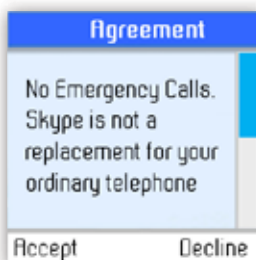 Agreement
No Emergency Calls.
Skype is not a
replacement for your
ordinary telephone
Accept Decline